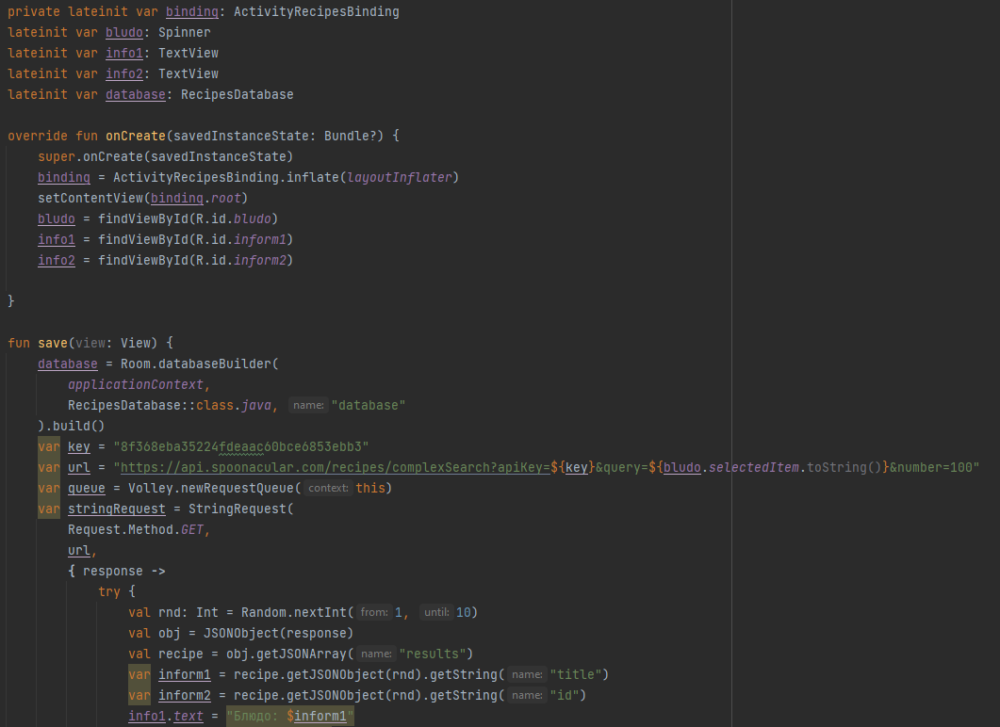 private lateinit var binding: ActivityRecipesBinding
lateinit var bludo: Spinner
lateinit var info1: TextView
lateinit var info2: TextView
lateinit var database: RecipesDatabase
override fun onCreate(savedInstanceState: Bundle?) {
super.onCreate(savedInstanceState)
binding = ActivityRecipesBinding.inflate(layoutInflater)
setContentView(binding.root)
bludo = findViewById(R.id.bludo)
info1 = findViewById(R.id.inform1)
info2 = findViewById(R.id.inform2)
}
fun save(view: View) {
database = Room.databaseBuilder(
applicationContext,
RecipesDatabase::class.java, name: "database"
).build()
var key = "8f368eba35224fdeaac60bce6853ebb3"
var url = "https://api.spoonacular.com/recipes/complexSearch?apiKey=${key}&query=${bludo.selectedItem.toString()}&number=100"
var queue = Volley.newRequestQueue( context: this)
var stringRequest = StringRequest(
Request.Method.GET,
url,
{ response ->
try {
val rnd: Int = Random.nextInt( from: 1, until: 10)
val obj = JSONObject(response)
val recipe = obj.getJSONArray( name: "results")
var inform1 = recipe.getJSONObject(rnd).getString( name: "title")
var inform2 = recipe.getJSONObject(rnd).getString( name: "id")
info1.text = "Блюдо: $inform1"